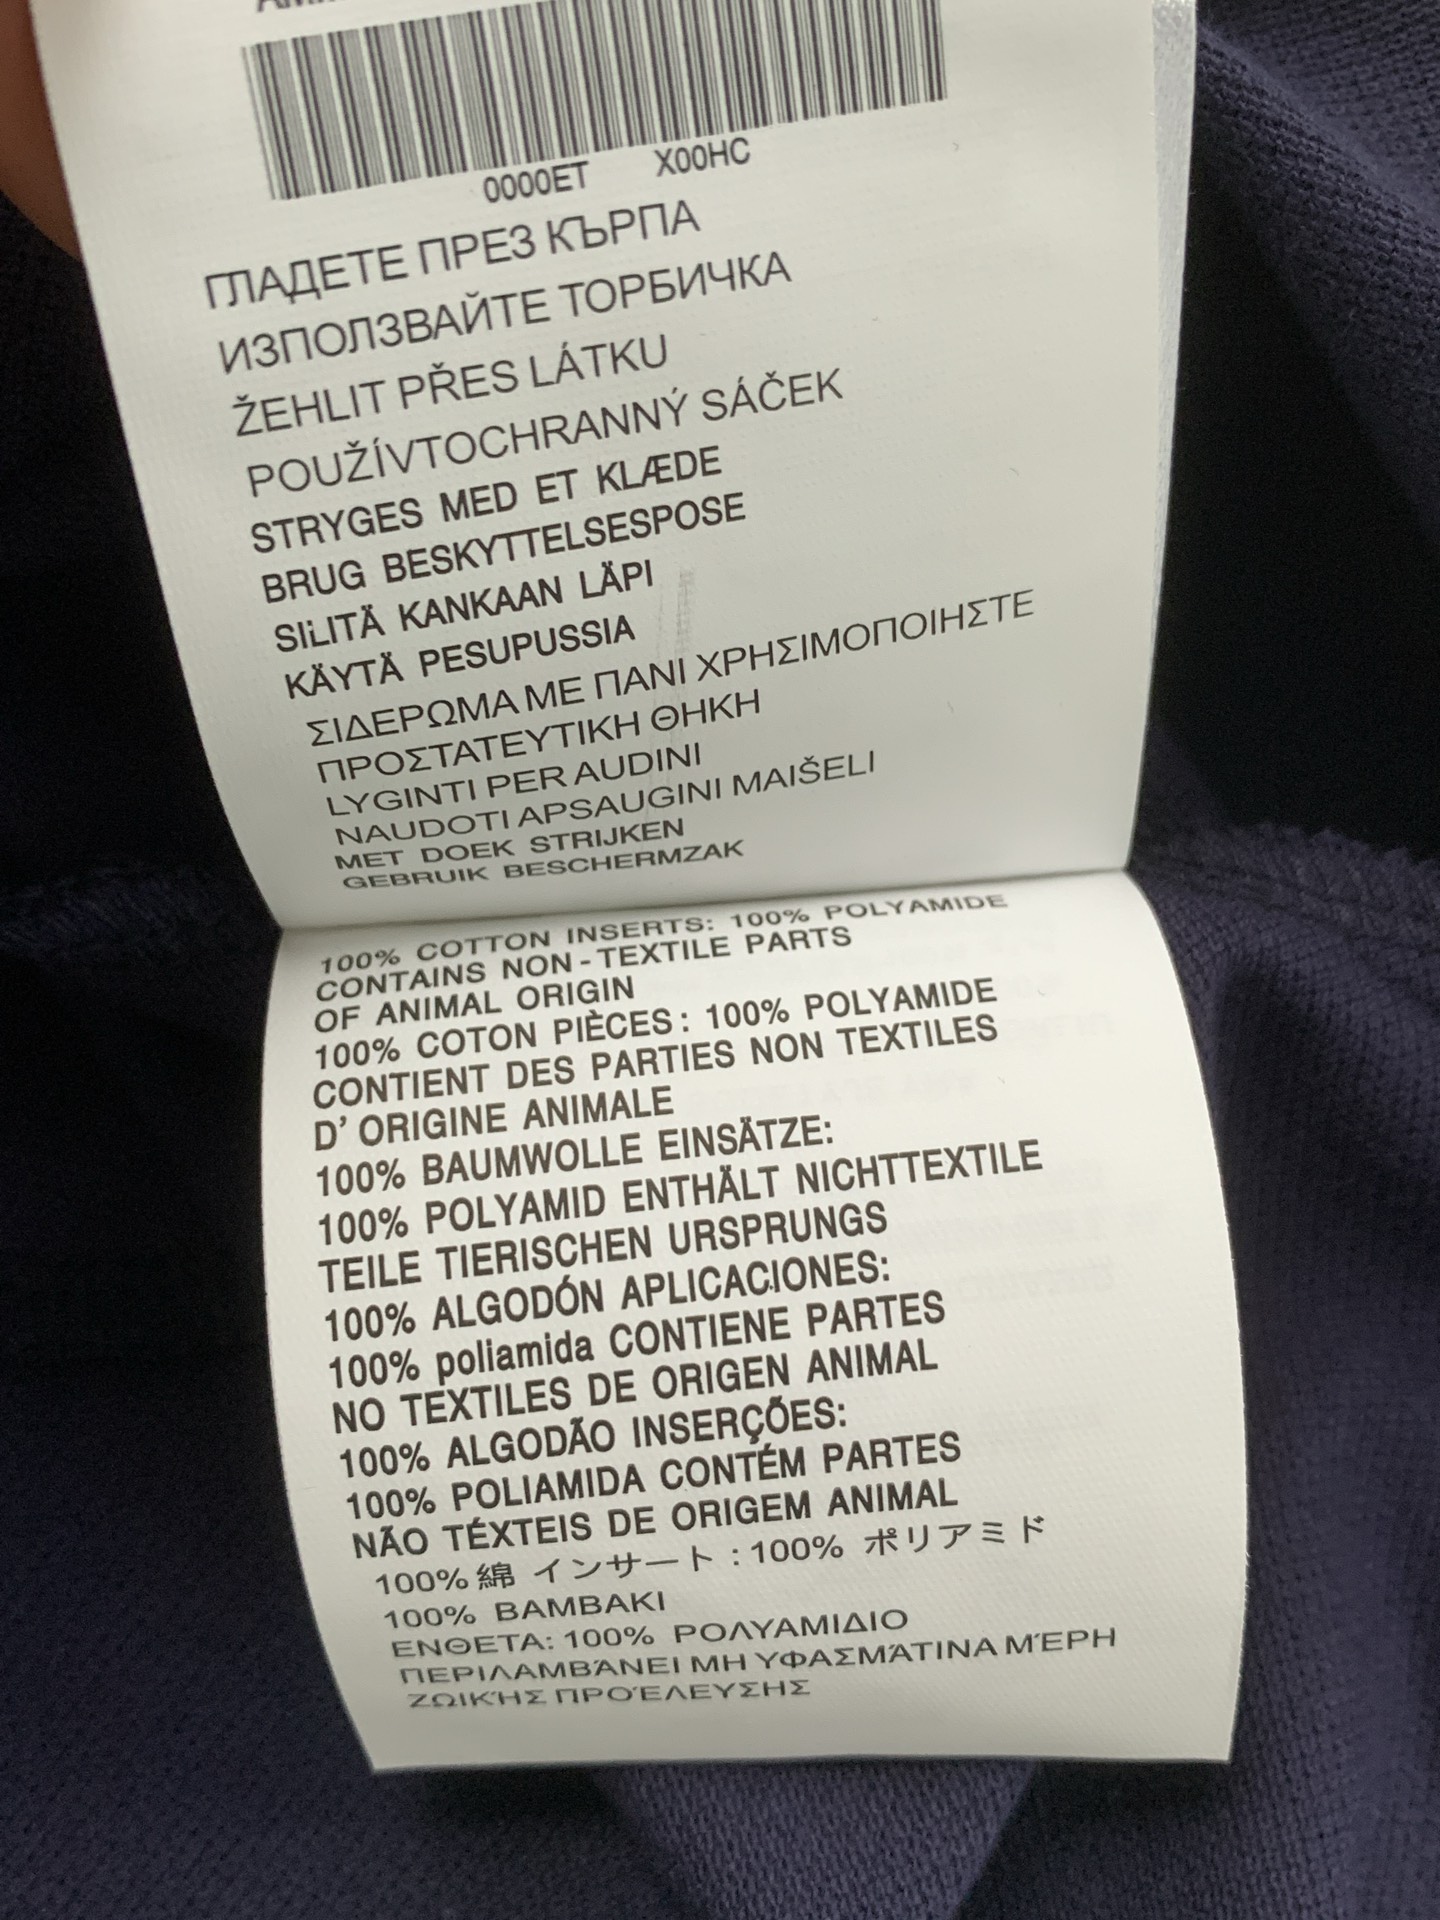 0000ET X00HC
ГЛАДЕТЕ ПРЕЗ КЪРПА
ИЗПОЛЗВАЙТЕ ТОРБИЧКА
ŽEHLIT PŘES LÁTKU
POUŽÍVTOCHRANNÝ SÁČEK
STRYGES MED ET KLÆDE
BRUG BESKYTTELSESPOSE
SILITÄ KANKAAN LÄPI
KÄYTÄ PESUPUSSIA
ΣΙΔΕΡΩΜΑ ΜΕ ΠΑΝΙ ΧΡΗΣΙΜΟΠΟΙΗΣΤΕ
ΠΡΟΣΤΑΤΕΥΤΙΚΗ ΘΗΚΗ
LYGINTI PER AUDINI
NAUDOTI APSAUGINI MAIŠELI
MET DOEK STRIJKEN
GEBRUIK BESCHERMZAK
100% COTTON INSERTS: 100% POLYAMIDE
CONTAINS NON-TEXTILE PARTS
OF ANIMAL ORIGIN
100% COTON PIÈCES: 100% POLYAMIDE
CONTIENT DES PARTIES NON TEXTILES
D' ORIGINE ANIMALE
100% BAUMWOLLE EINSÄTZE:
100% POLYAMID ENTHÄLT NICHTTEXTILE
TEILE TIERISCHEN URSPRUNGS
100% ALGODÓN APLICACIONES:
100% poliamida CONTIENE PARTES
NO TEXTILES DE ORIGEN ANIMAL
100% ALGODÃO INSERÇÕES:
100% POLIAMIDA CONTÉM PARTES
NÃO TÉXTEIS DE ORIGEM ANIMAL
100% 綿 インサート : 100% ポリアミド
100% ΒΑΜΒΑΚΙ
ΕΝΘΕΤΑ: 100% ΡΟΛΥΑΜΙΔΙΟ
ΠΕΡΙΛΑΜΒΆΝΕΙ ΜΗ ΥΦΑΣΜΆΤΙΝΑ ΜΈΡΗ
ΖΩΙΚΉΣ ΠΡΟΈΛΕΥΣΗΣ